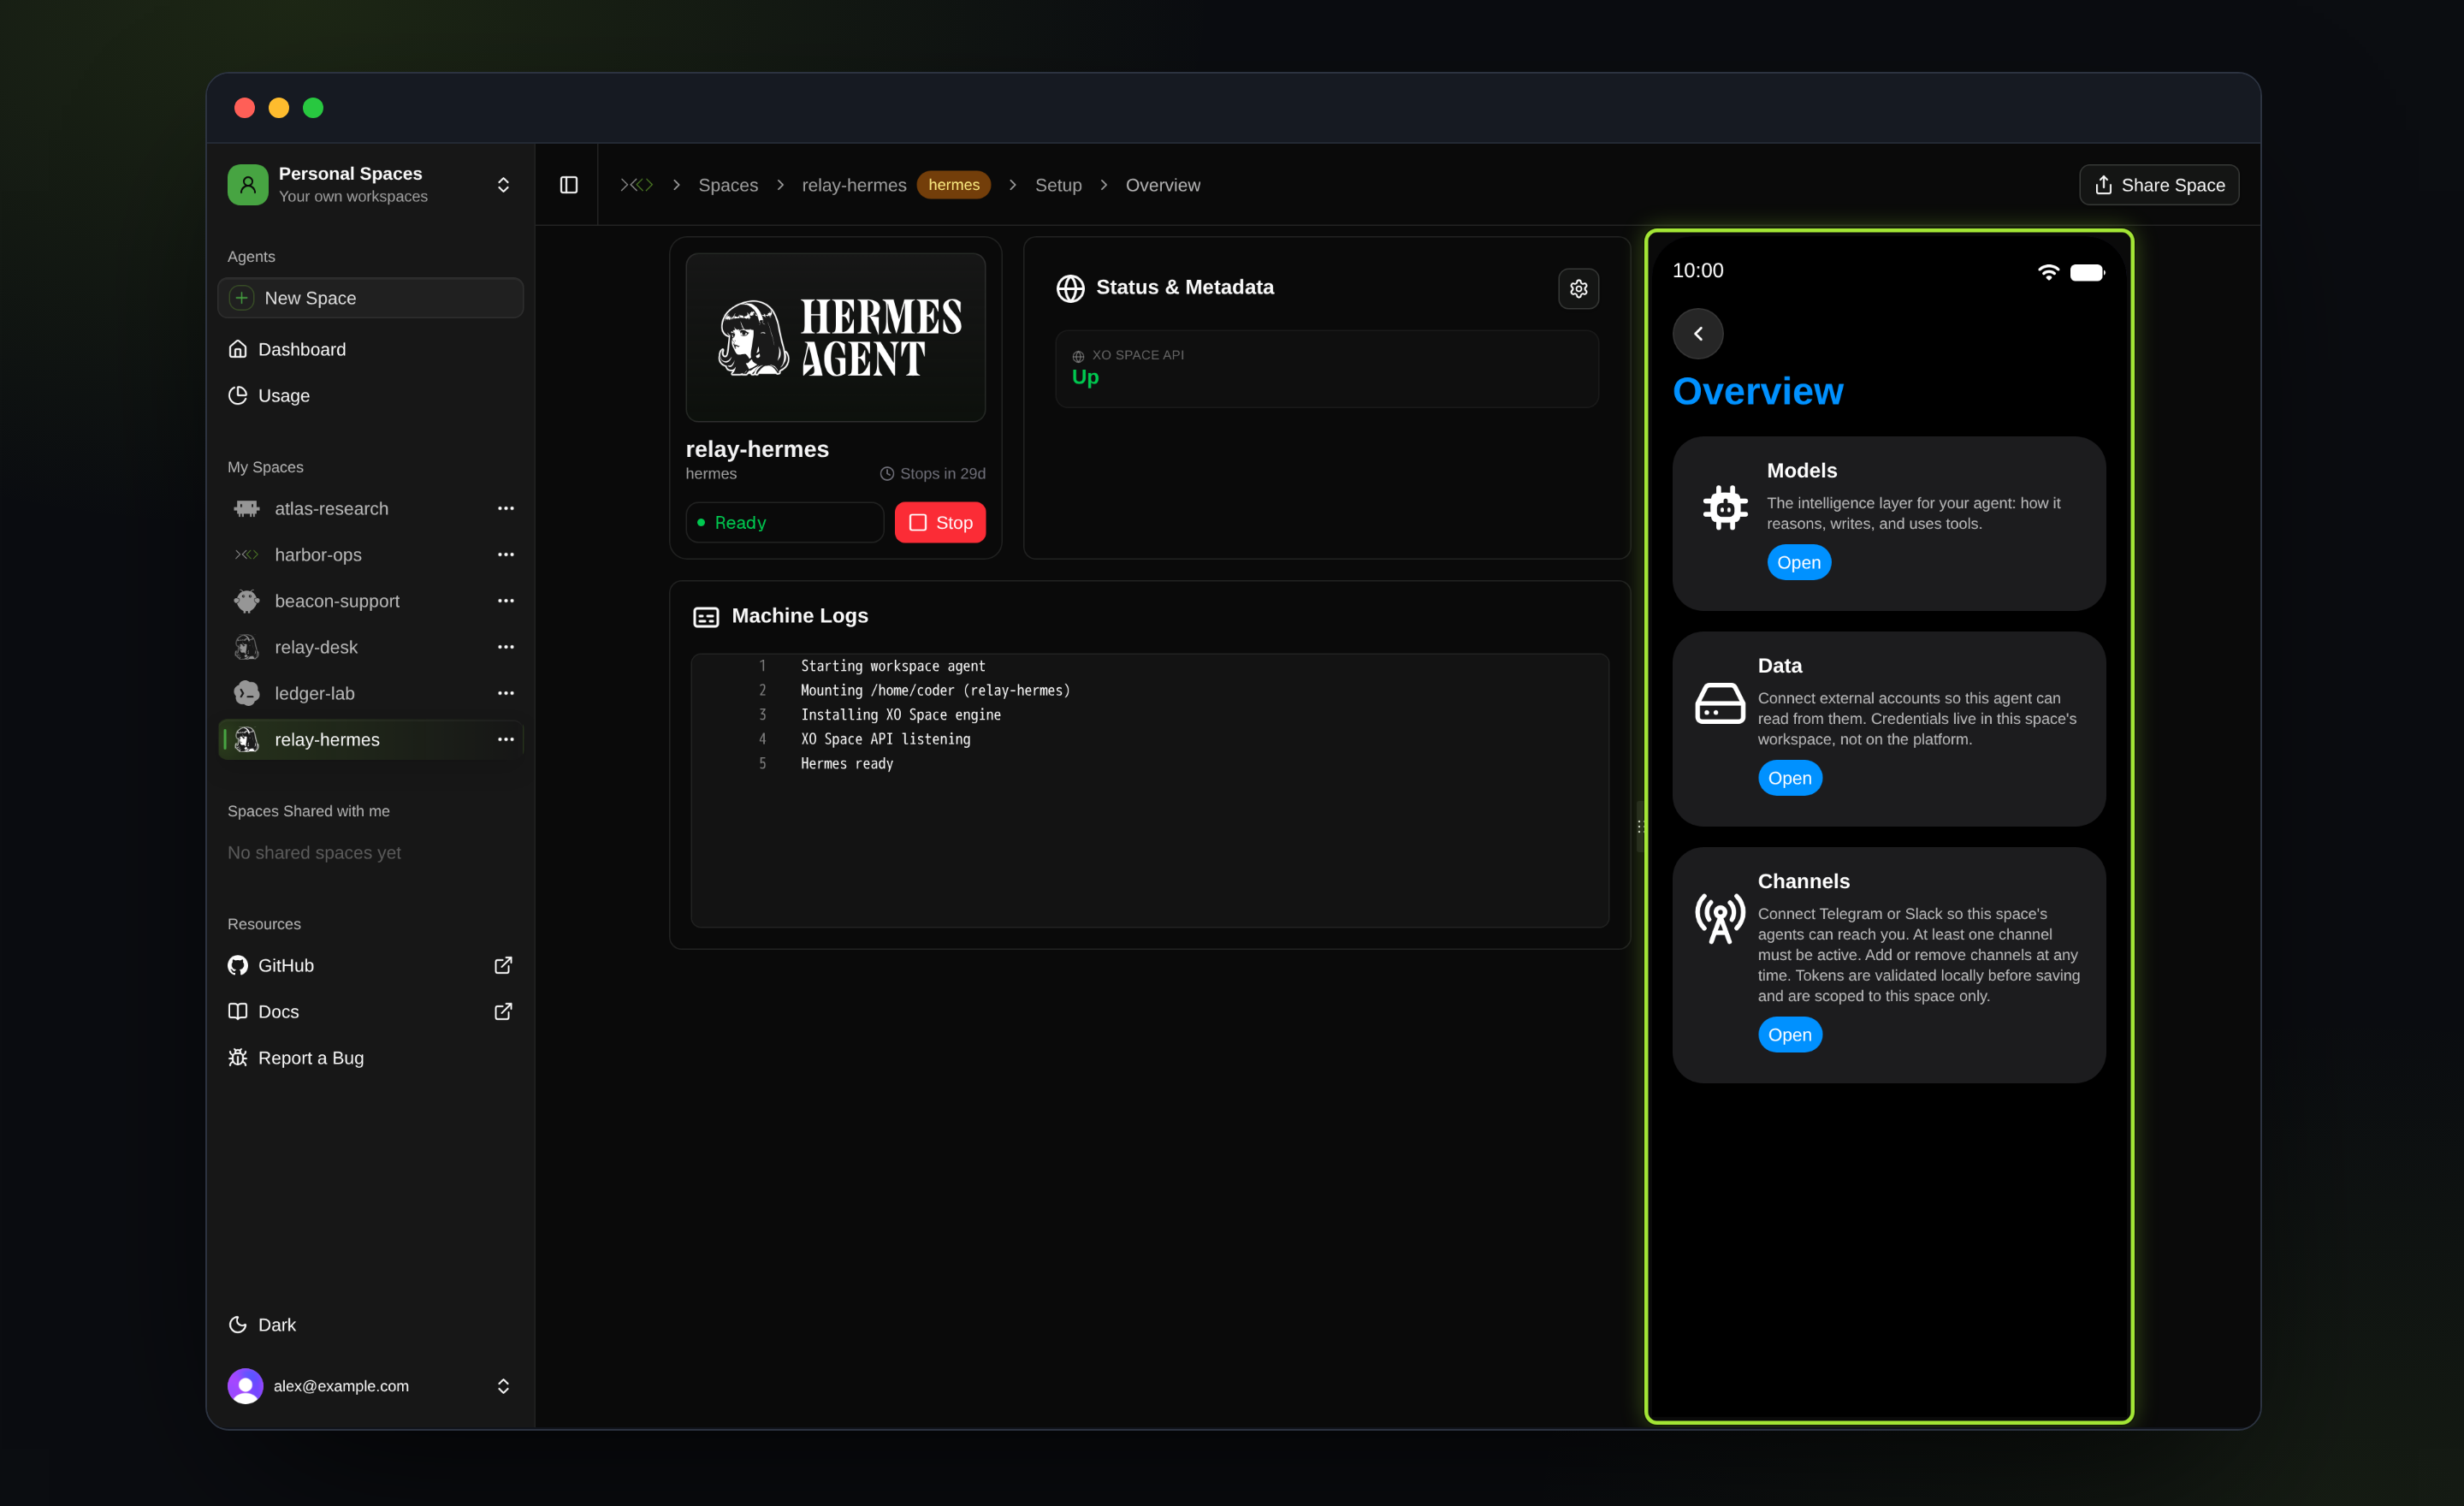 Personal Spaces
Your own workspaces
Agents
New Space
Dashboard
Usage
My Spaces
atlas-research
harbor-ops
beacon-support
relay-desk
ledger-lab
relay-hermes
Spaces Shared with me
No shared spaces yet
Resources
GitHub
Docs
Report a Bug
Dark
alex@example.com
Spaces
relay-hermes hermes
Setup
Overview
Share Space
HERMES
AGENT
relay-hermes
hermes
Stops in 29d
Ready
Stop
Status & Metadata
XO SPACE API
Up
Machine Logs
1 Starting workspace agent
2 Mounting /home/coder (relay-hermes)
3 Installing XO Space engine
4 XO Space API listening
5 Hermes ready
10:00
Overview
Models
The intelligence layer for your agent: how it
reasons, writes, and uses tools.
Open
Data
Connect external accounts so this agent can
read from them. Credentials live in this space's
workspace, not on the platform.
Open
Channels
Connect Telegram or Slack so this space's
agents can reach you. At least one channel
must be active. Add or remove channels at any
time. Tokens are validated locally before saving
and are scoped to this space only.
Open